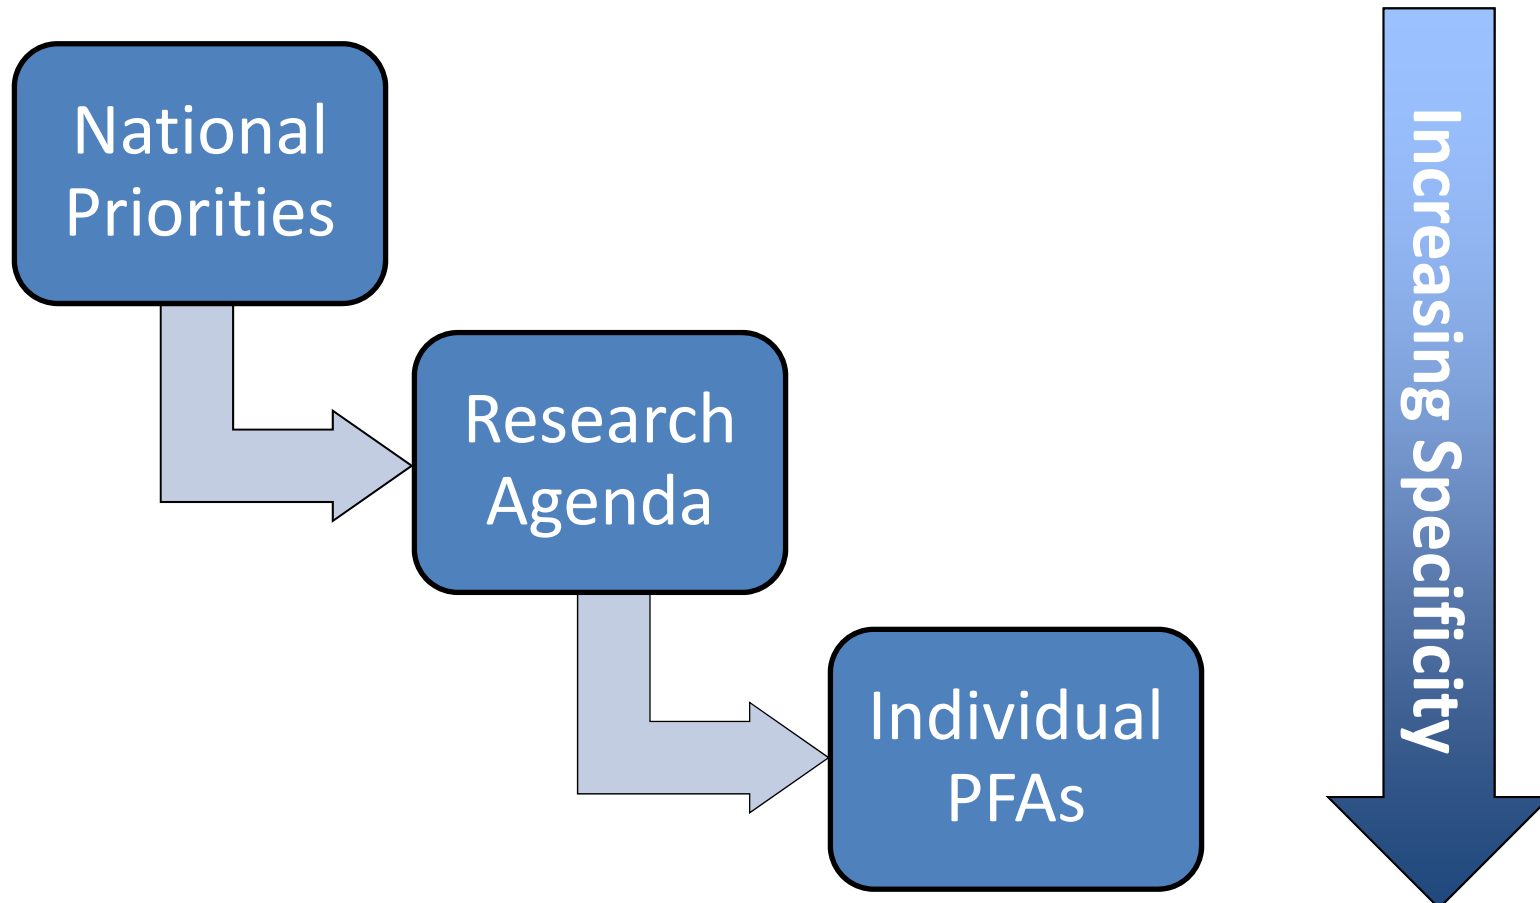 National
Priorities
Research
Agenda
Individual
PFAs
Increasing Specificity